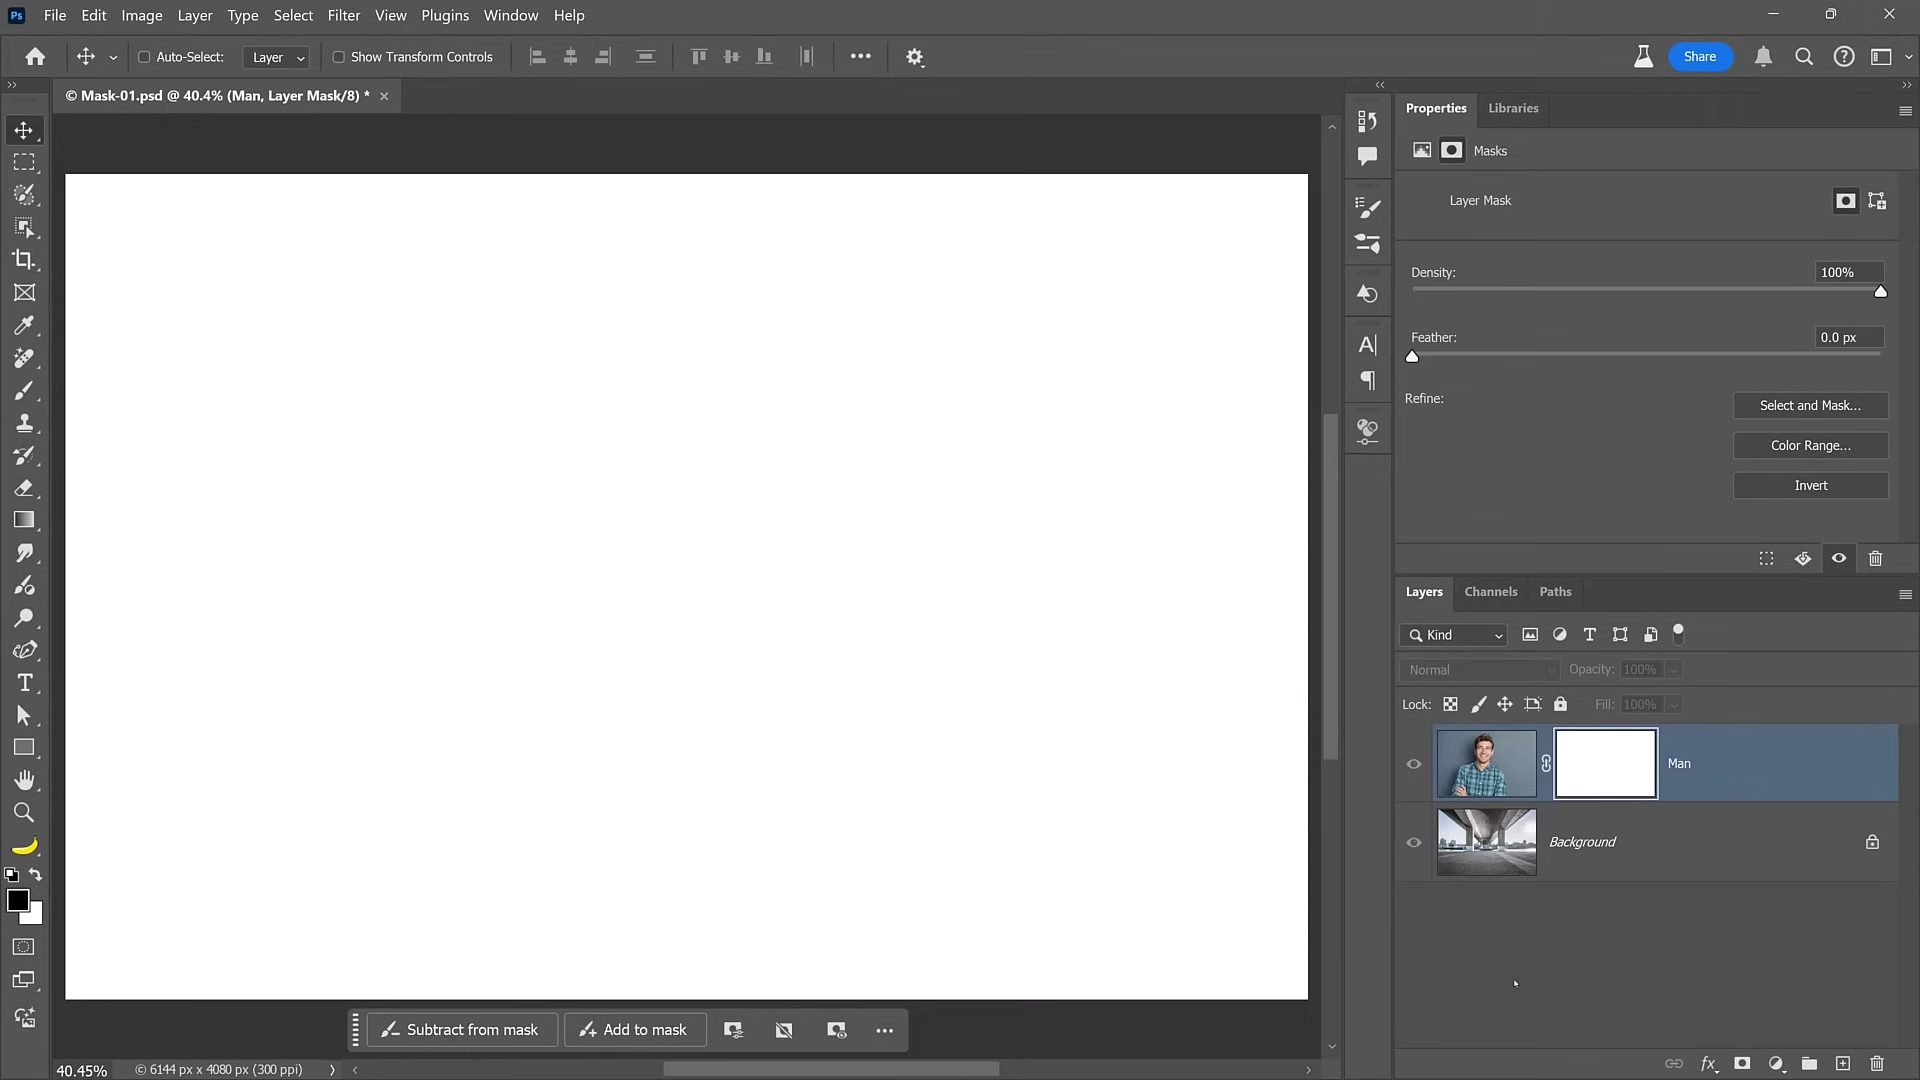 Ps File Edit Image Layer Type Select Filter View Plugins Window Help
Auto-Select: Layer Show Transform Controls Share
© Mask-01.psd @ 40.4% (Man, Layer Mask/8) *
Properties Libraries
Masks
Layer Mask
Density: 100%
Feather: 0.0 px
Refine:
Select and Mask...
Color Range...
Invert
Layers Channels Paths
Kind
Normal Opacity: 100%
Lock: Fill: 100%
Man
Background
Subtract from mask Add to mask
40.45% © 6144 px x 4080 px (300 ppi)
fx